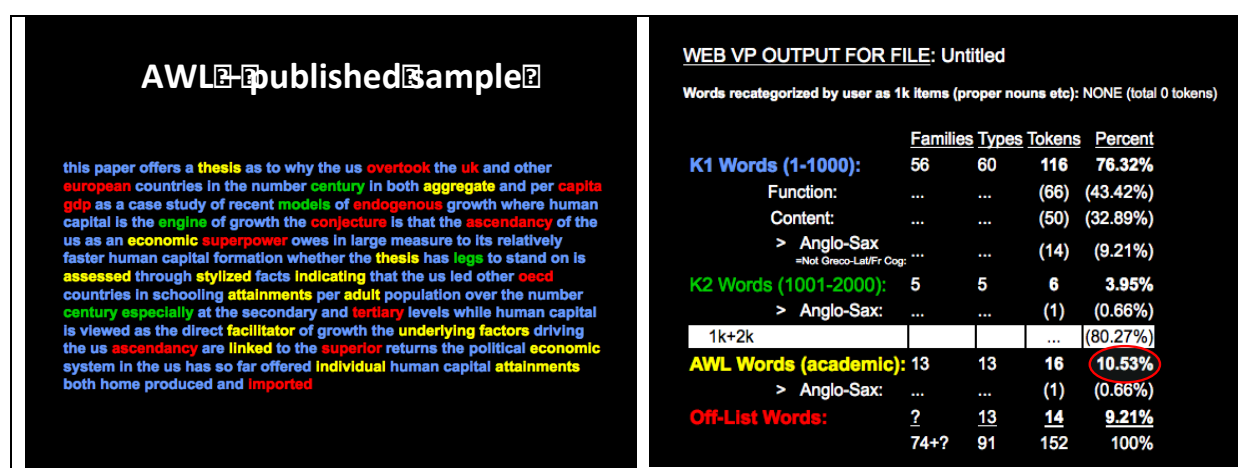 AWL – published sample
this paper offers a thesis as to why the us overtook the uk and other
european countries in the number century in both aggregate and per capita
gdp as a case study of recent models of endogenous growth where human
capital is the engine of growth the conjecture is that the ascendancy of the
us as an economic superpower owes in large measure to its relatively
faster human capital formation whether the thesis has legs to stand on is
assessed through stylized facts indicating that the us led other oecd
countries in schooling attainments per adult population over the number
century especially at the secondary and tertiary levels while human capital
is viewed as the direct facilitator of growth the underlying factors driving
the us ascendancy are linked to the superior returns the political economic
system in the us has so far offered individual human capital attainments
both home produced and imported
WEB VP OUTPUT FOR FILE: Untitled
Words recategorized by user as 1k items (proper nouns etc): NONE (total 0 tokens)
Families Types Tokens Percent
K1 Words (1-1000): 56 60 116 76.32%
Function: ... ... (66) (43.42%)
Content: ... ... (50) (32.89%)
> Anglo-Sax
=Not Greco-Lat/Fr Cog: ... ... (14) (9.21%)
K2 Words (1001-2000): 5 5 6 3.95%
> Anglo-Sax: ... ... (1) (0.66%)
1k+2k ... (80.27%)
AWL Words (academic): 13 13 16 10.53%
> Anglo-Sax: ... ... (1) (0.66%)
Off-List Words: ? 13 14 9.21%
74+? 91 152 100%